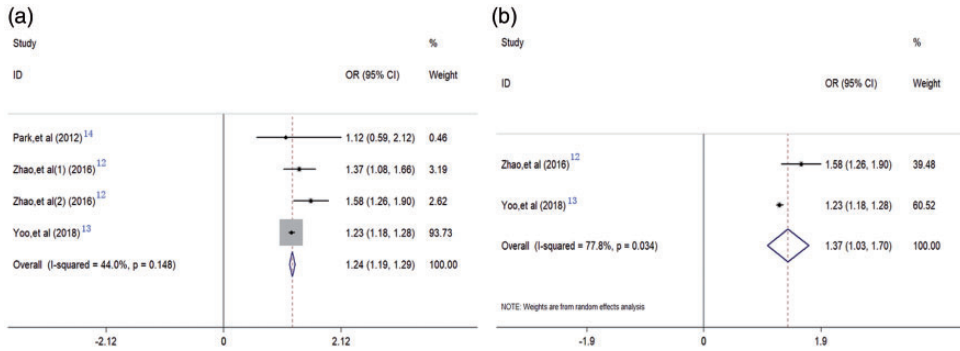 (a)
Study %
ID OR (95% CI) Weight
Park,et al (2012) 14 1.12 (0.59, 2.12) 0.46
Zhao,et al(1) (2016) 12 1.37 (1.08, 1.66) 3.19
Zhao,et al(2) (2016) 12 1.58 (1.26, 1.90) 2.62
Yoo,et al (2018) 13 1.23 (1.18, 1.28) 93.73
Overall (I-squared = 44.0%, p = 0.148) 1.24 (1.19, 1.29) 100.00
-2.12 0 2.12
(b)
Study %
ID OR (95% CI) Weight
Zhao,et al (2016) 12 1.58 (1.26, 1.90) 39.48
Yoo,et al (2018) 13 1.23 (1.18, 1.28) 60.52
Overall (I-squared = 77.8%, p = 0.034) 1.37 (1.03, 1.70) 100.00
NOTE: Weights are from random effects analysis
-1.9 0 1.9